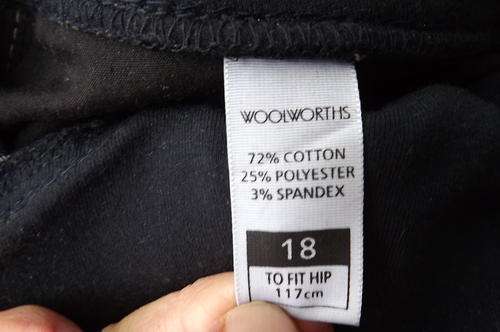 WOOLWORTHS
72% COTTON
25% POLYESTER
3% SPANDEX
18
TO FIT HIP
117cm